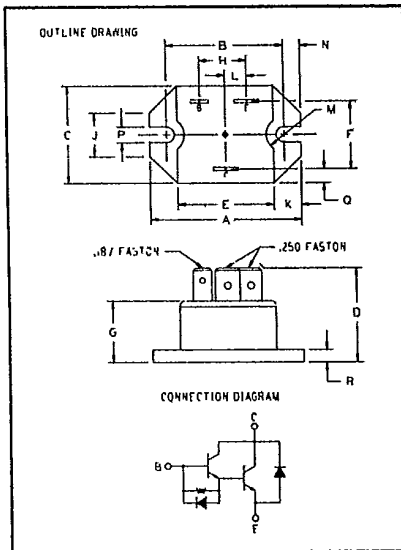 OUTLINE DRAWING
B
N
H
L
M
C
J
P
F
B
E
K
Q
A
.187 FASTON
.250 FASTON
G
D
R
CONNECTION DIAGRAM
C
B
E